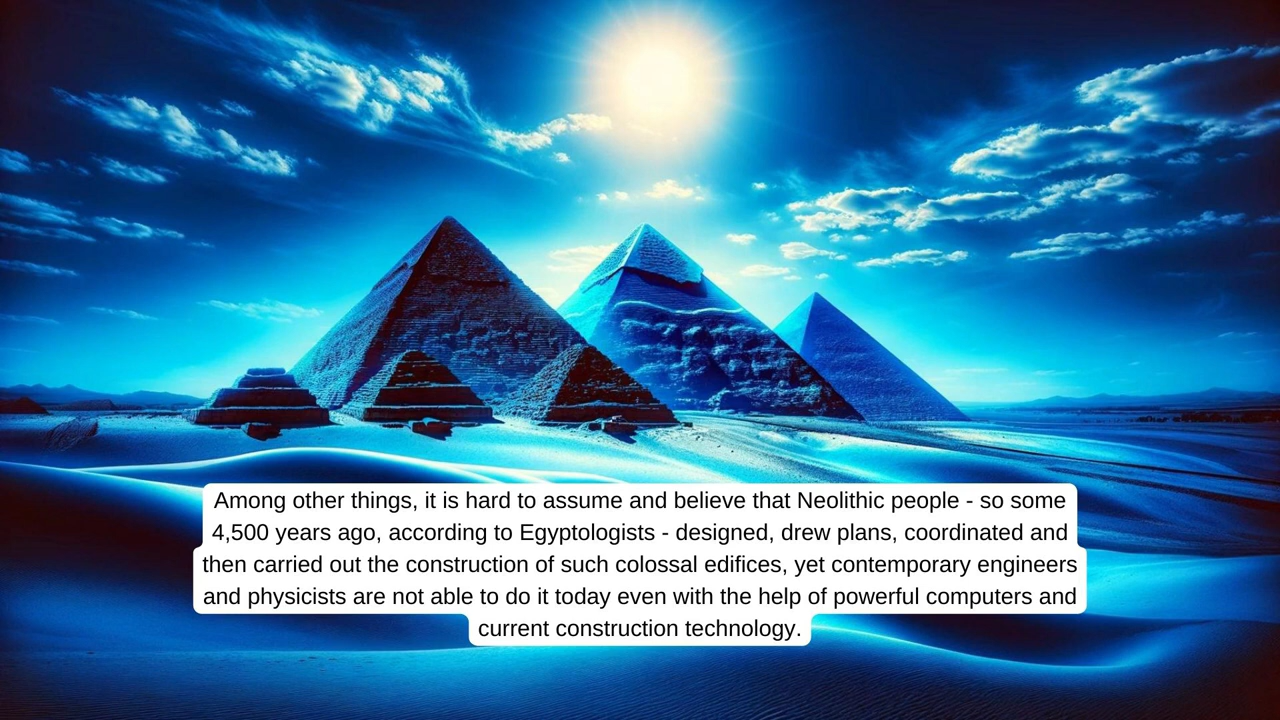 Among other things, it is hard to assume and believe that Neolithic people - so some
4,500 years ago, according to Egyptologists - designed, drew plans, coordinated and
then carried out the construction of such colossal edifices, yet contemporary engineers
and physicists are not able to do it today even with the help of powerful computers and
current construction technology.